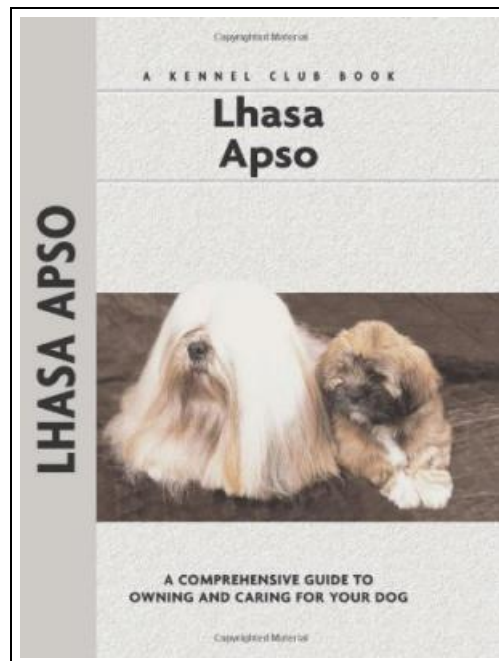 Copyrighted Material
A KENNEL CLUB BOOK
Lhasa
Apso
LHASA APSO
A COMPREHENSIVE GUIDE TO
OWNING AND CARING FOR YOUR DOG
Copyrighted Material